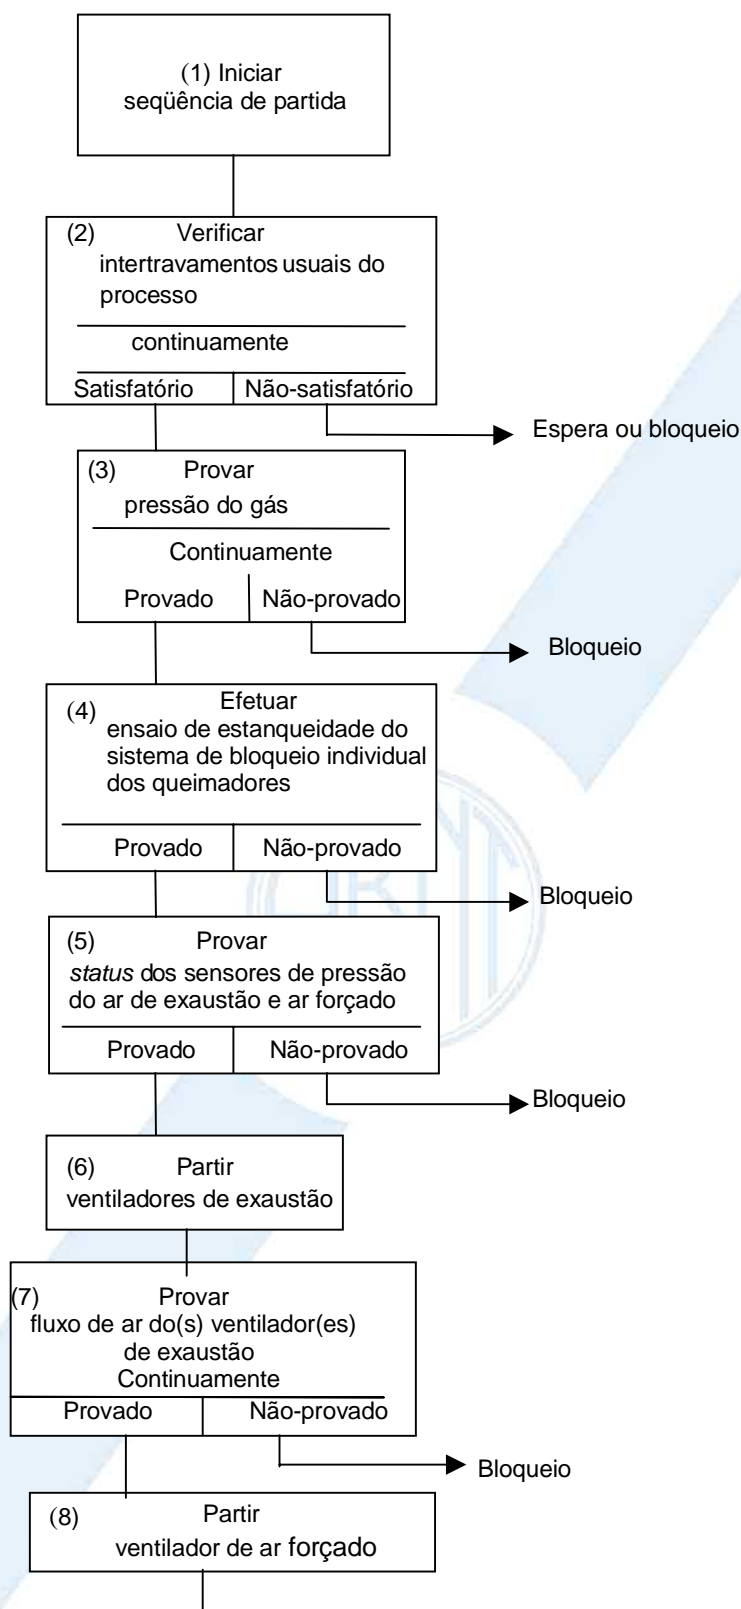 (1) Iniciar
seqüência de partida
(2) Verificar
intertravamentos usuais do
processo
continuamente
Satisfatório Não-satisfatório
Espera ou bloqueio
(3) Provar
pressão do gás
Continuamente
Provado Não-provado
Bloqueio
(4) Efetuar
ensaio de estanqueidade do
sistema de bloqueio individual
dos queimadores
Provado Não-provado
Bloqueio
(5) Provar
status dos sensores de pressão
do ar de exaustão e ar forçado
Provado Não-provado
Bloqueio
(6) Partir
ventiladores de exaustão
(7) Provar
fluxo de ar do(s) ventilador(es)
de exaustão
Continuamente
Provado Não-provado
Bloqueio
(8) Partir
ventilador de ar forçado